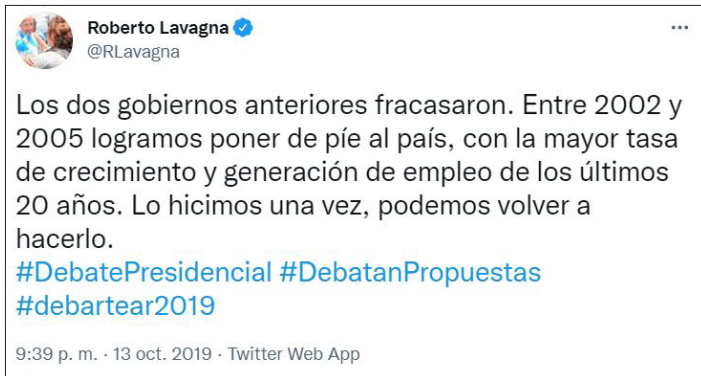 Roberto Lavagna
@RLavagna
Los dos gobiernos anteriores fracasaron. Entre 2002 y
2005 logramos poner de píe al país, con la mayor tasa
de crecimiento y generación de empleo de los últimos
20 años. Lo hicimos una vez, podemos volver a
hacerlo.
#DebatePresidencial #DebatanPropuestas
#debartear2019
9:39 p. m. · 13 oct. 2019 · Twitter Web App